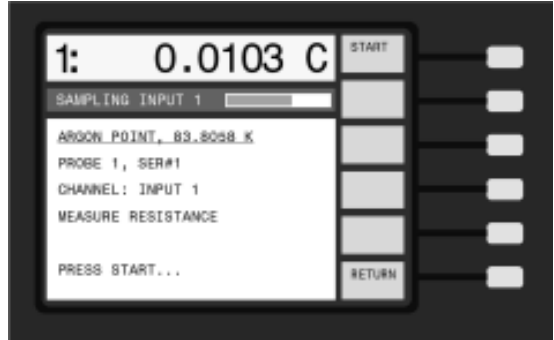 1: 0.0103 C
START
SAMPLING INPUT 1
ARGON POINT, 83.8058 K
PROBE 1, SER#1
CHANNEL: INPUT 1
MEASURE RESISTANCE
PRESS START...
RETURN